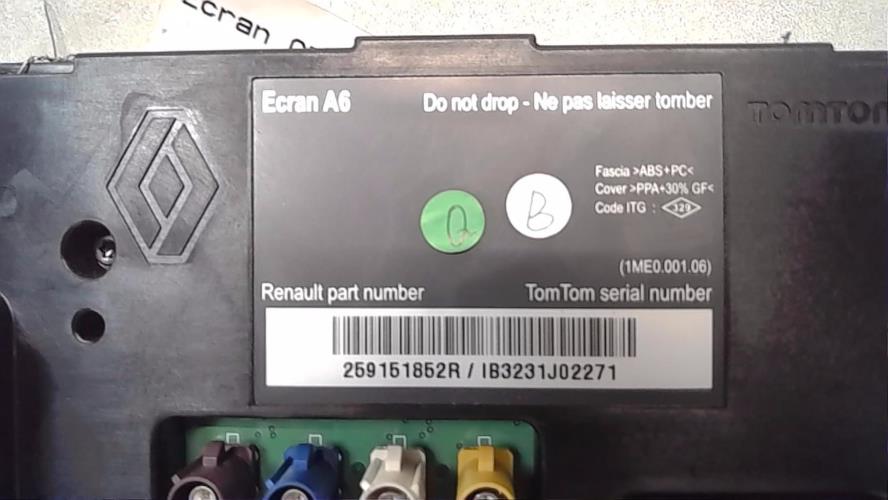 Ecran
TOMTOM
Ecran A6
Do not drop - Ne pas laisser tomber
Fascia >ABS+PC<
Cover >PPA+30% GF<
Code ITG : 329
Q
B
(1ME0.001.06)
Renault part number
TomTom serial number
259151852R / IB3231J02271